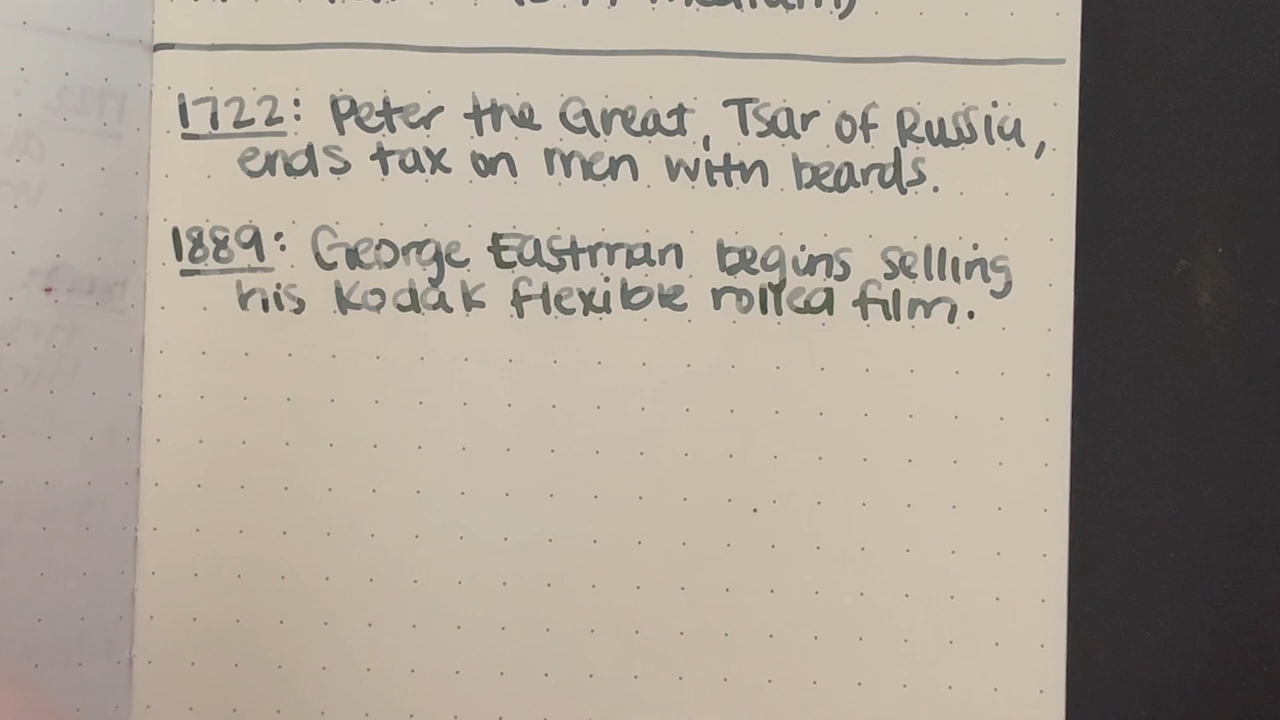 1722: Peter the Great, Tsar of Russia,
ends tax on men with beards.
1889: George Eastman begins selling
his Kodak flexible rolled film.